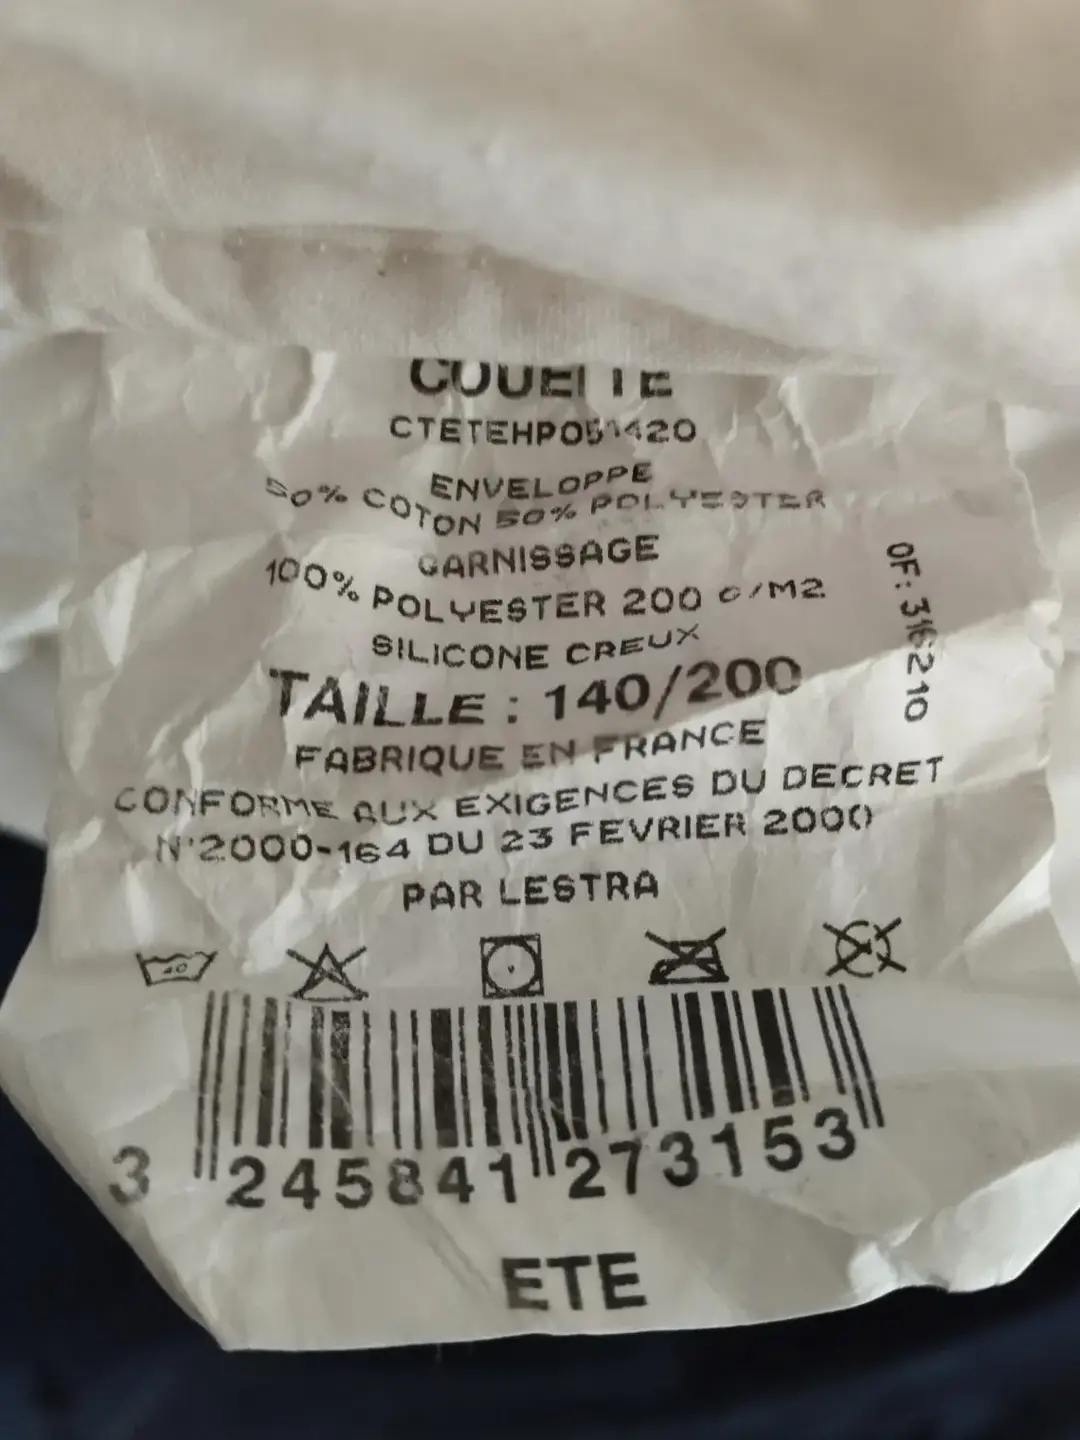 COUETTE
CTETEHP051420
ENVELOPPE
50% COTON 50% POLYESTER
GARNISSAGE
100% POLYESTER 200 G/M2
SILICONE CREUX
TAILLE : 140/200
FABRIQUE EN FRANCE
CONFORME AUX EXIGENCES DU DECRET
N°2000-164 DU 23 FEVRIER 2000
PAR LESTRA
OF: 316210
40
3 245841 273153
ETE